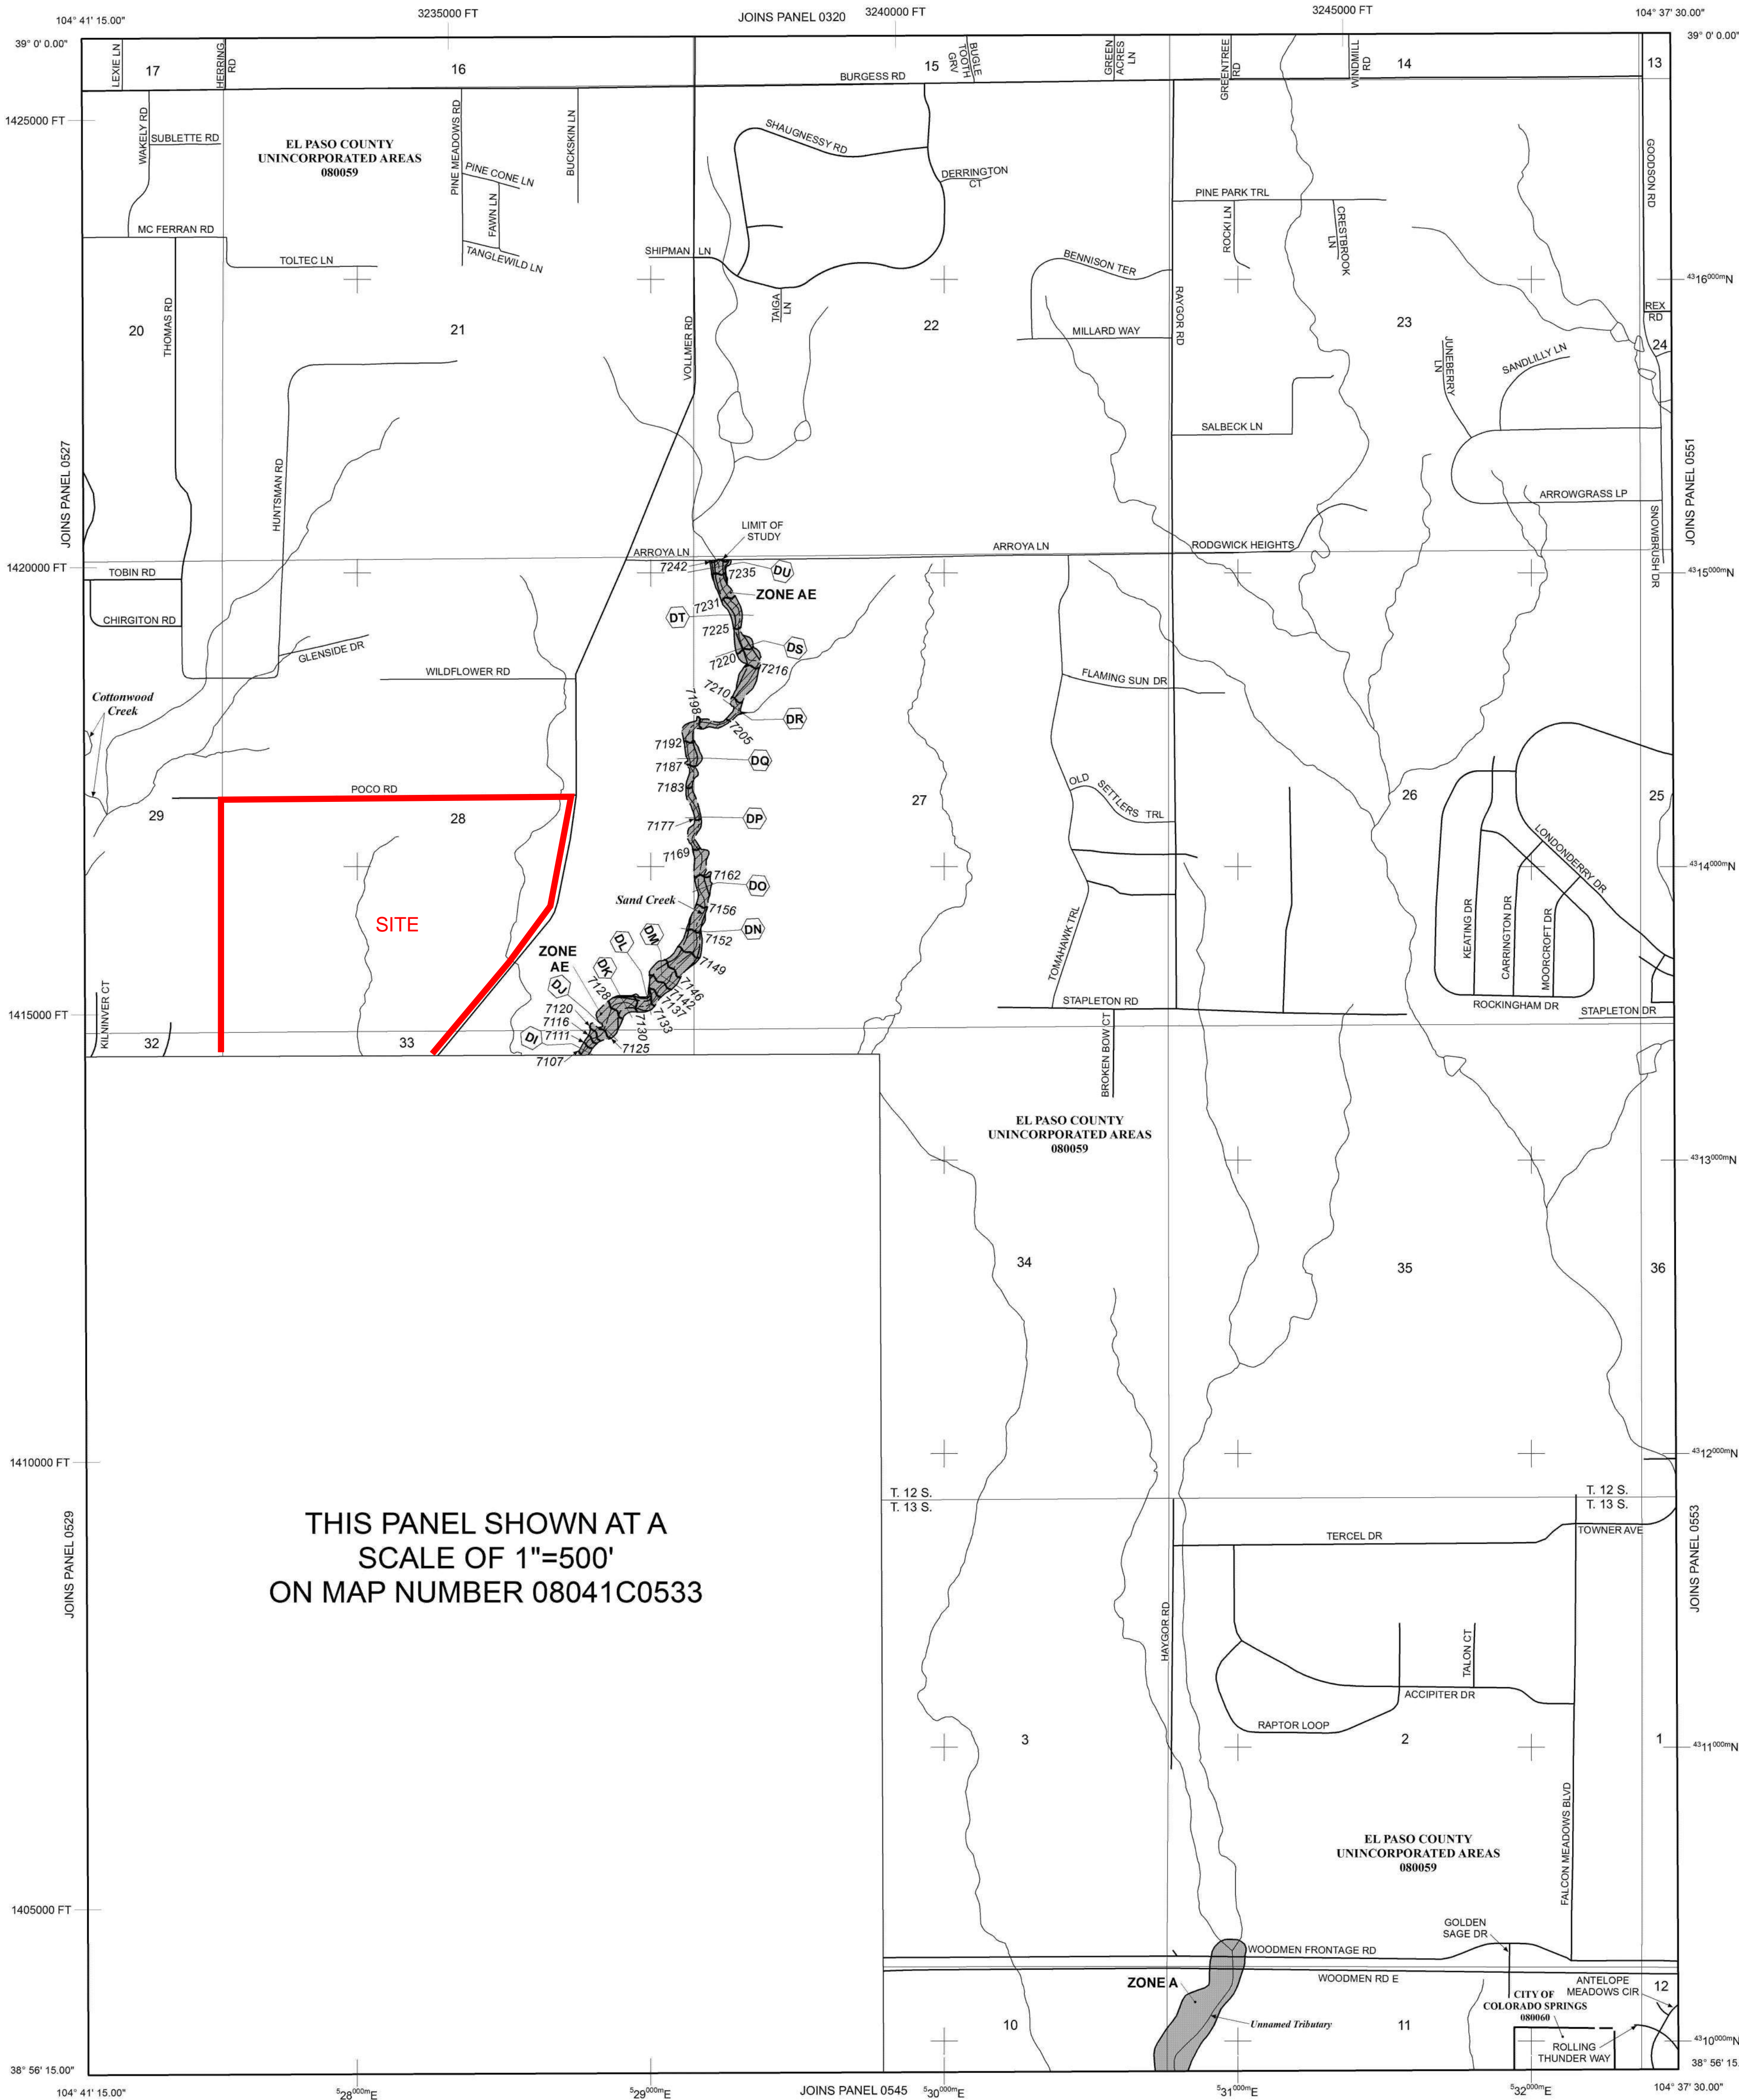 104° 41' 15.00"
3235000 FT
JOINS PANEL 0320
3240000 FT
3245000 FT
104° 37' 30.00"
39° 0' 0.00"
39° 0' 0.00"
LEXIE LN
17
HERRING RD
16
15
BUGLE TOOTH GRV
GREEN ACRES LN
GREENTREE RD
WINDMILL RD
14
13
BURGESS RD
1425000 FT
WAKELY RD
SUBLETTE RD
EL PASO COUNTY
UNINCORPORATED AREAS
080059
PINE MEADOWS RD
PINE CONE LN
FAWN LN
TANGLEWILD LN
BUCKSKIN LN
SHAUGNESSY RD
DERRINGTON CT
PINE PARK TRL
ROCKI LN
CRESTBROOK LN
GOODSON RD
MC FERRAN RD
TOLTEC LN
SHIPMAN LN
TAIGA LN
BENNISON TER
MILLARD WAY
RAYGOR RD
4316000mN
REX RD
20
THOMAS RD
21
VOLLMER RD
22
23
24
JUNEBERRY LN
SANDLILLY LN
HUNTSMAN RD
SALBECK LN
ARROWGRASS LP
SNOWBRUSH DR
JOINS PANEL 0527
JOINS PANEL 0551
LIMIT OF
STUDY
ARROYA LN
ARROYA LN
RODGWICK HEIGHTS
1420000 FT
4315000mN
TOBIN RD
CHIRGITON RD
GLENSIDE DR
WILDFLOWER RD
7242
7235
DU
ZONE AE
7231
DT
7225
DS
7220
7216
7210
7198
DR
7205
7192
DQ
7187
7183
7177
DP
7169
7162
DO
Sand Creek
7156
DN
7152
7149
FLAMING SUN DR
Cottonwood
Creek
POCO RD
29
28
27
26
25
OLD SETTLERS TRL
LONDONDERRY DR
4314000mN
SITE
TOMAHAWK TRL
KEATING DR
CARRINGTON DR
MOORCROFT DR
ROCKINGHAM DR
ZONE
AE
DM
DL
DK
DJ
DI
7146
7142
7137
7133
7130
7128
7125
7120
7116
7111
7107
STAPLETON RD
STAPLETON DR
1415000 FT
KILNINVER CT
32
33
BROKEN BOW CT
EL PASO COUNTY
UNINCORPORATED AREAS
080059
4313000mN
34
35
36
1410000 FT
4312000mN
T. 12 S.
T. 13 S.
T. 12 S.
T. 13 S.
THIS PANEL SHOWN AT A
SCALE OF 1"=500'
ON MAP NUMBER 08041C0533
JOINS PANEL 0529
JOINS PANEL 0553
TERCEL DR
TOWNER AVE
HAYGOR RD
TALON CT
ACCIPITER DR
RAPTOR LOOP
3
2
1
4311000mN
FALCON MEADOWS BLVD
EL PASO COUNTY
UNINCORPORATED AREAS
080059
1405000 FT
GOLDEN
SAGE DR
WOODMEN FRONTAGE RD
WOODMEN RD E
ZONE A
Unnamed Tributary
CITY OF
COLORADO SPRINGS
080060
ANTELOPE
MEADOWS CIR
12
10
11
ROLLING
THUNDER WAY
4310000mN
38° 56' 15.00"
38° 56' 15.
104° 41' 15.00"
528000mE
529000mE
JOINS PANEL 0545
530000mE
531000mE
532000mE
104° 37' 30.00"